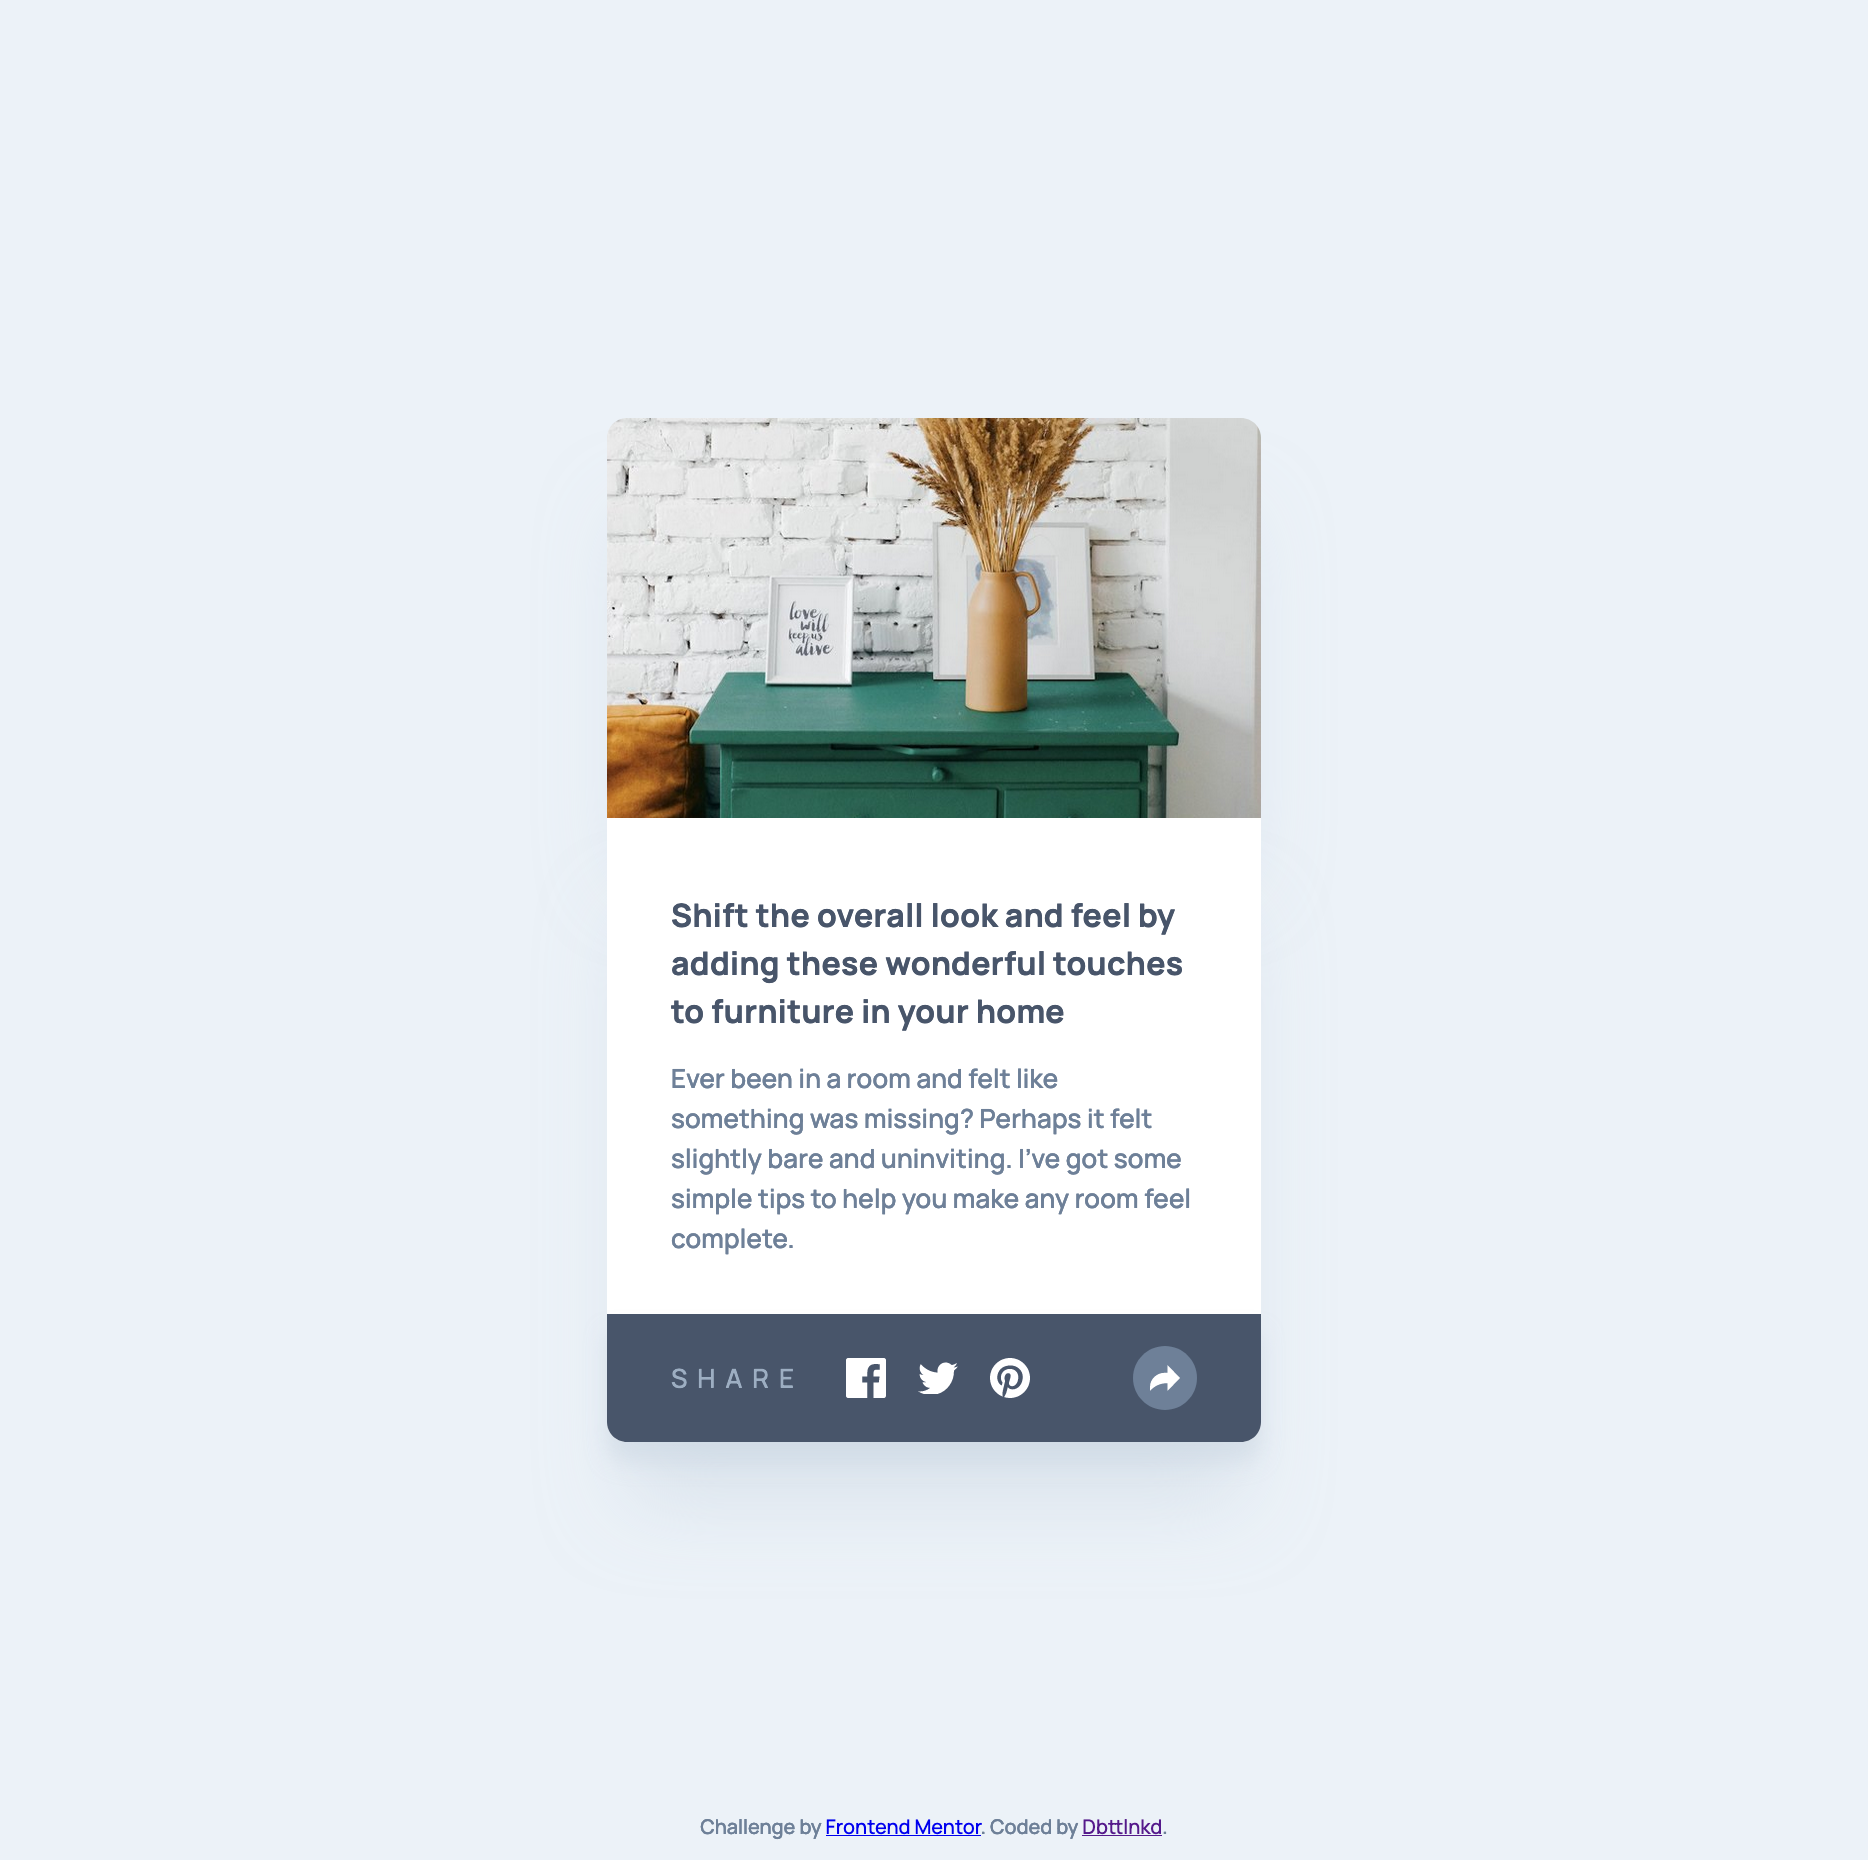 love
will
keep us
alive
Shift the overall look and feel by
adding these wonderful touches
to furniture in your home
Ever been in a room and felt like
something was missing? Perhaps it felt
slightly bare and uninviting. I’ve got some
simple tips to help you make any room feel
complete.
SHARE
Challenge by Frontend Mentor. Coded by Dbttlnkd.